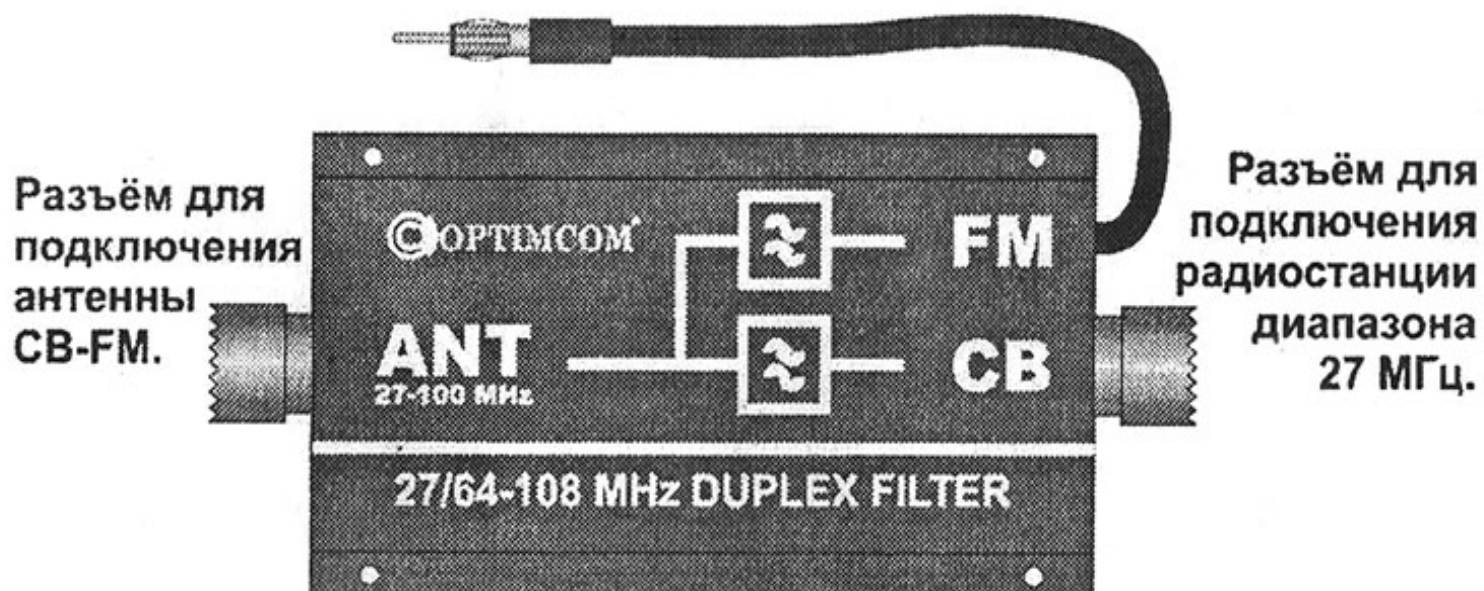 Разъём для
подключения
антенны
CB-FM.
OPTIMCOM
ANT
27-100 MHz
FM
CB
27/64-108 MHz DUPLEX FILTER
Разъём для
подключения
радиостанции
диапазона
27 МГц.